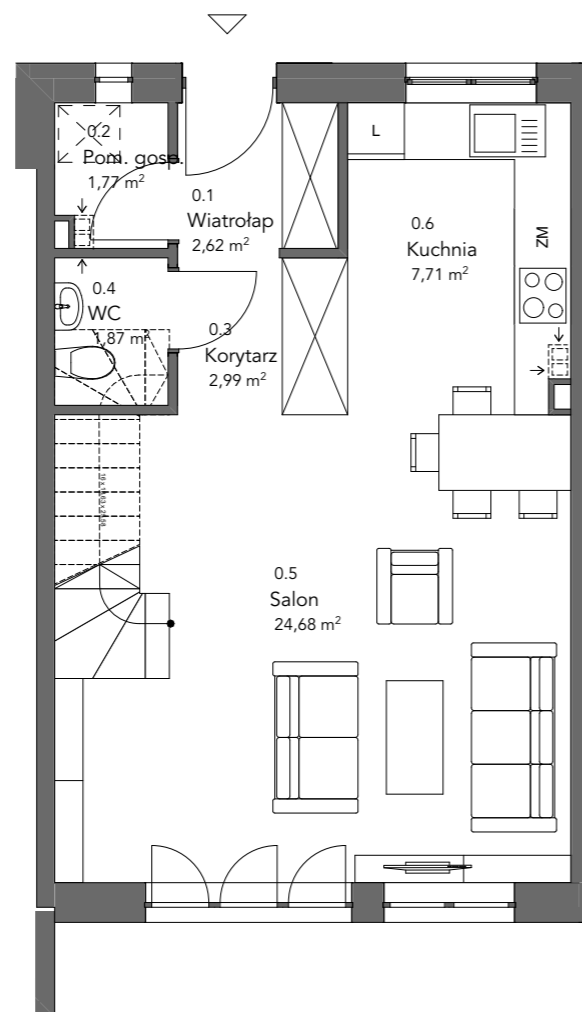 0.2
Pom. gosp.
1,77 m²
0.1
Wiatrołap
2,62 m²
L
0.6
Kuchnia
7,71 m²
ZM
0.4
WC
1,87 m²
0.3
Korytarz
2,99 m²
0.5
Salon
24,68 m²